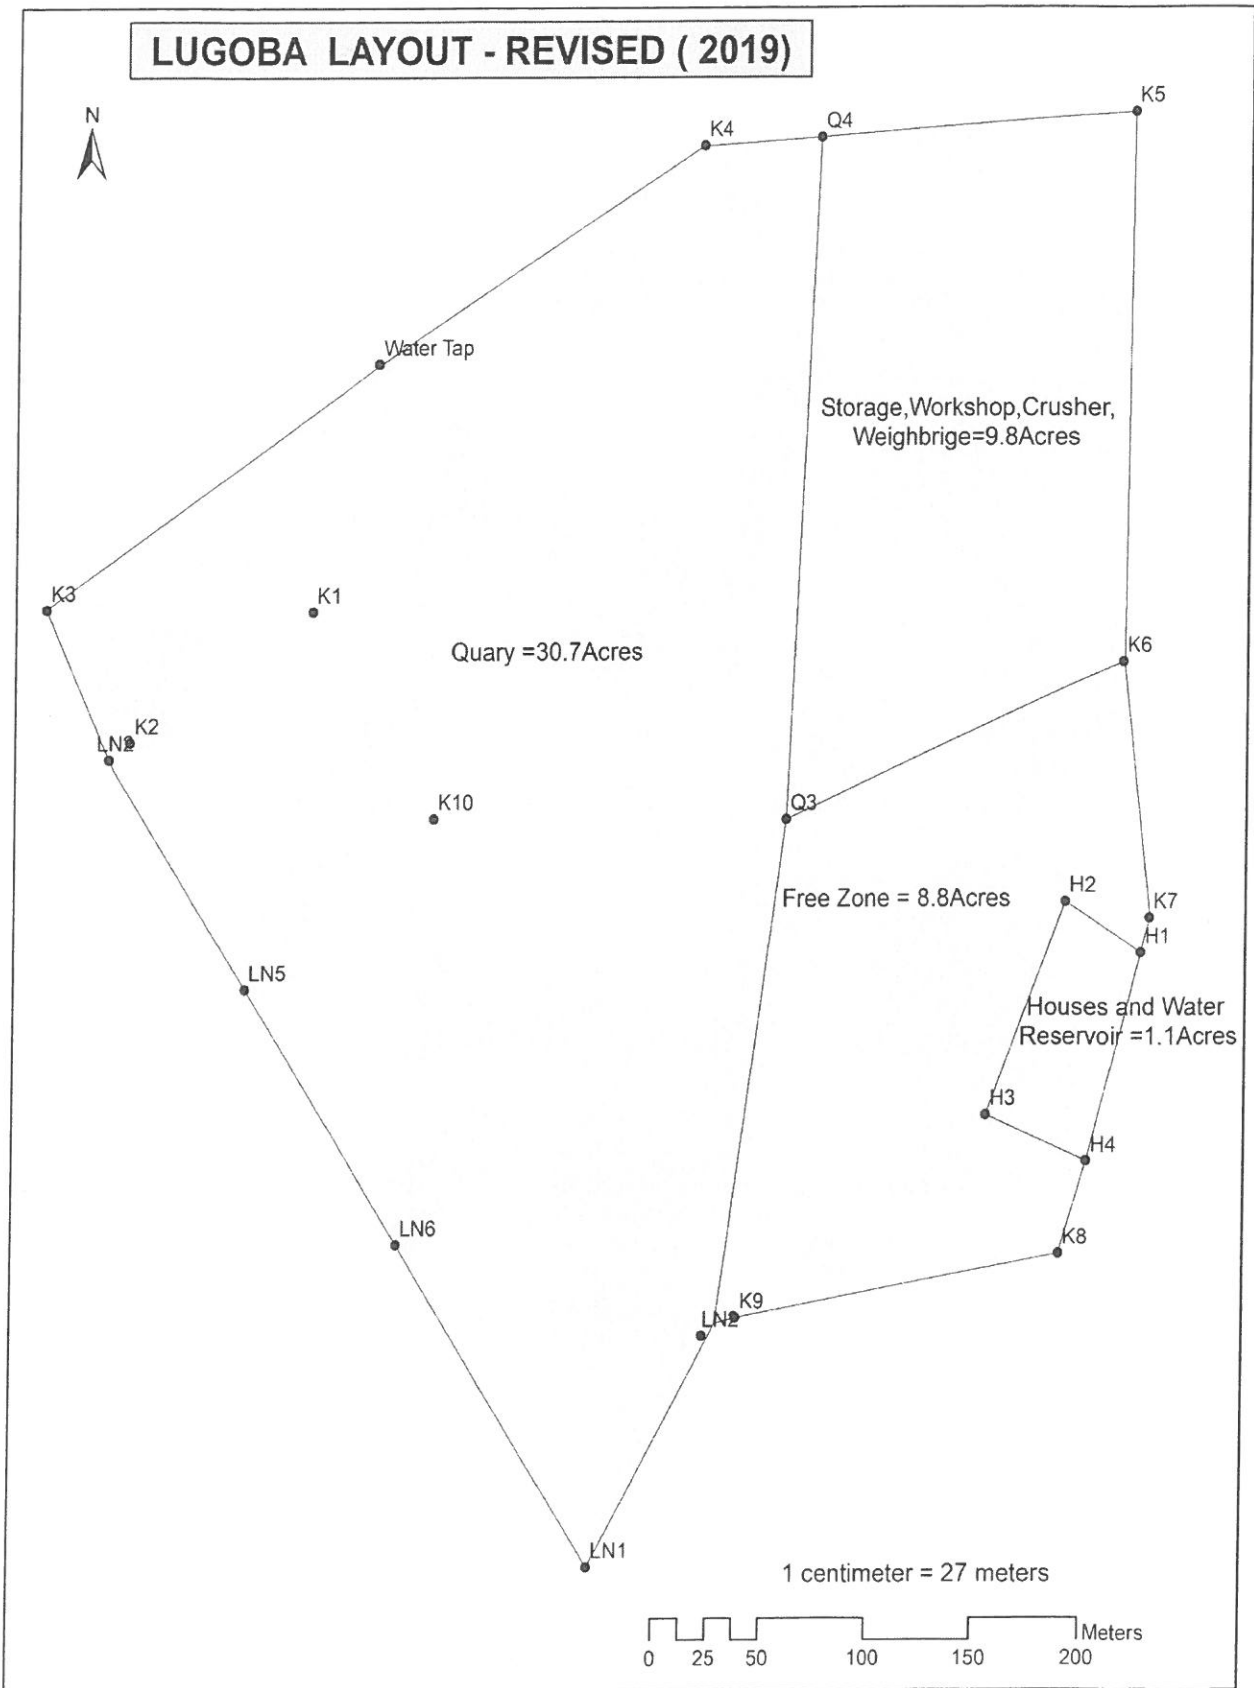 LUGOBA LAYOUT - REVISED ( 2019)
N
K4
Q4
K5
Water Tap
Storage,Workshop,Crusher,
Weighbrige=9.8Acres
K3
K1
Quary =30.7Acres
K6
K2
LN2
K10
Q3
Free Zone = 8.8Acres
H2
K7
H1
LN5
Houses and Water
Reservoir =1.1Acres
H3
H4
LN6
K8
K9
LN2
LN1
1 centimeter = 27 meters
Meters
0 25 50 100 150 200